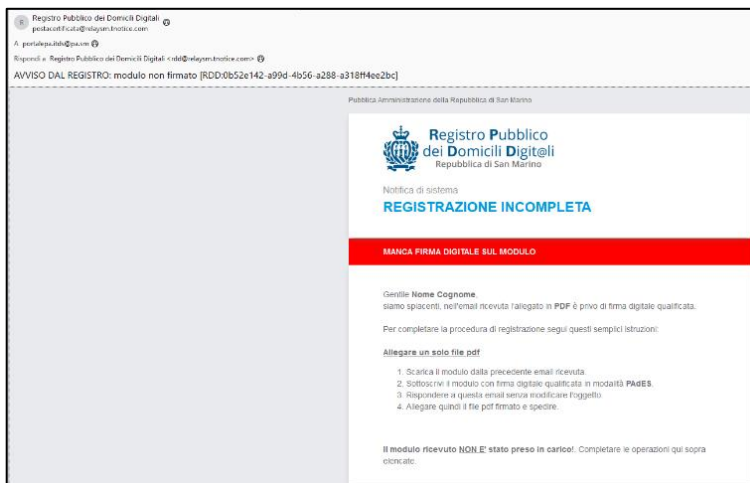 R
Registro Pubblico dei Domicili Digitali
postacertificata@relaysm.tnotice.com
A portalepa.itds@pa.sm
Rispondi a Registro Pubblico dei Domicili Digitali <rdd@relaysm.tnotice.com>
AVVISO DAL REGISTRO: modulo non firmato [RDD:0b52e142-a99d-4b56-a288-a318ff4ee2bc]
Pubblica Amministrazione della Repubblica di San Marino
Registro Pubblico
dei Domicili Digit@li
Repubblica di San Marino
Notifica di sistema
REGISTRAZIONE INCOMPLETA
MANCA FIRMA DIGITALE SUL MODULO
Gentile Nome Cognome,
siamo spiacenti, nell'email ricevuta l'allegato in PDF è privo di firma digitale qualificata.
Per completare la procedura di registrazione segui questi semplici istruzioni:
Allegare un solo file pdf
1. Scarica il modulo dalla precedente email ricevuta.
2. Sottoscrivi il modulo con firma digitale qualificata in modalità PAdES.
3. Rispondere a questa email senza modificare l'oggetto.
4. Allegare quindi il file pdf firmato e spedire.
Il modulo ricevuto NON E' stato preso in carico!. Completare le operazioni qui sopra
elencate.